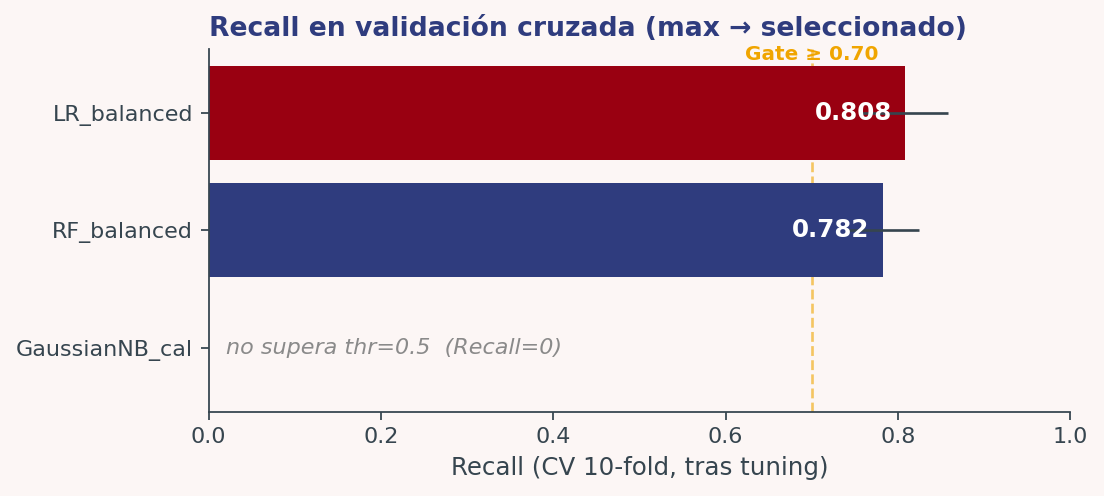 Recall en validación cruzada (max → seleccionado)
Gate ≥ 0.70
LR_balanced
0.808
RF_balanced
0.782
GaussianNB_cal
no supera thr=0.5 (Recall=0)
0.0 0.2 0.4 0.6 0.8 1.0
Recall (CV 10-fold, tras tuning)